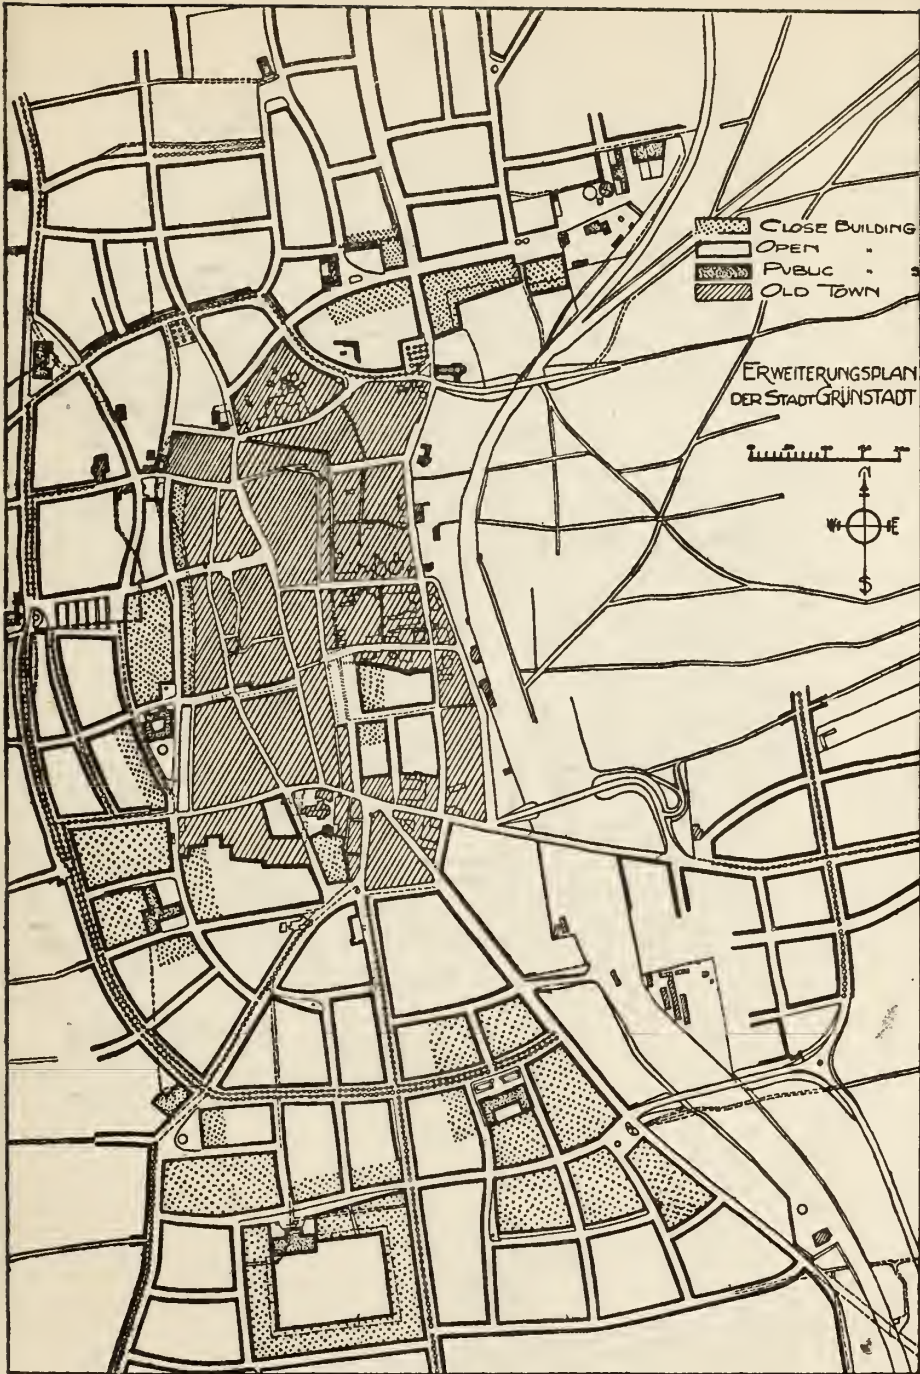 CLOSE BUILDING
OPEN "
PUBLIC " "
OLD TOWN
ERWEITERUNGSPLAN
DER STADT GRÜNSTADT
W E
S